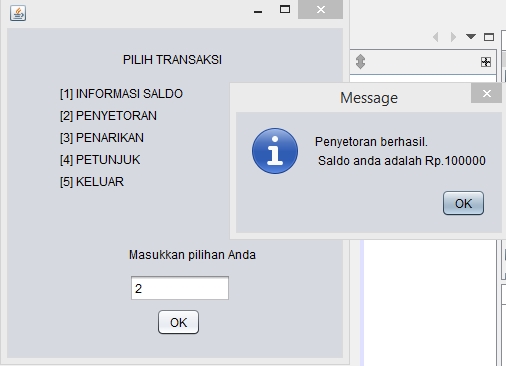 PILIH TRANSAKSI
[1] INFORMASI SALDO
[2] PENYETORAN
[3] PENARIKAN
[4] PETUNJUK
[5] KELUAR
Masukkan pilihan Anda
2
OK
Message
Penyetoran berhasil.
Saldo anda adalah Rp.100000
OK